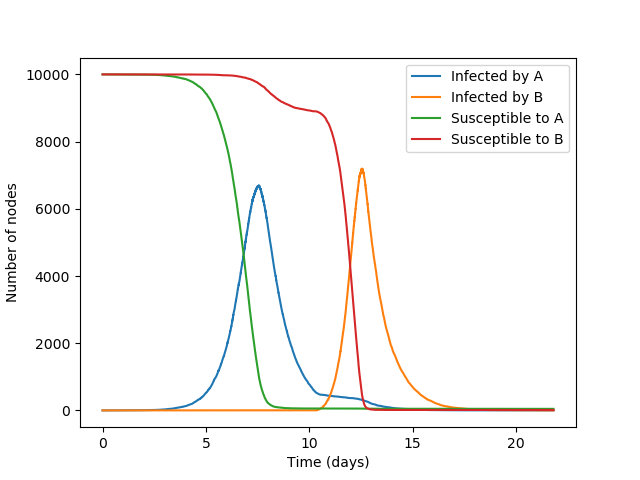 Infected by A
Infected by B
Susceptible to A
Susceptible to B
10000
8000
6000
4000
2000
0
Number of nodes
0 5 10 15 20
Time (days)